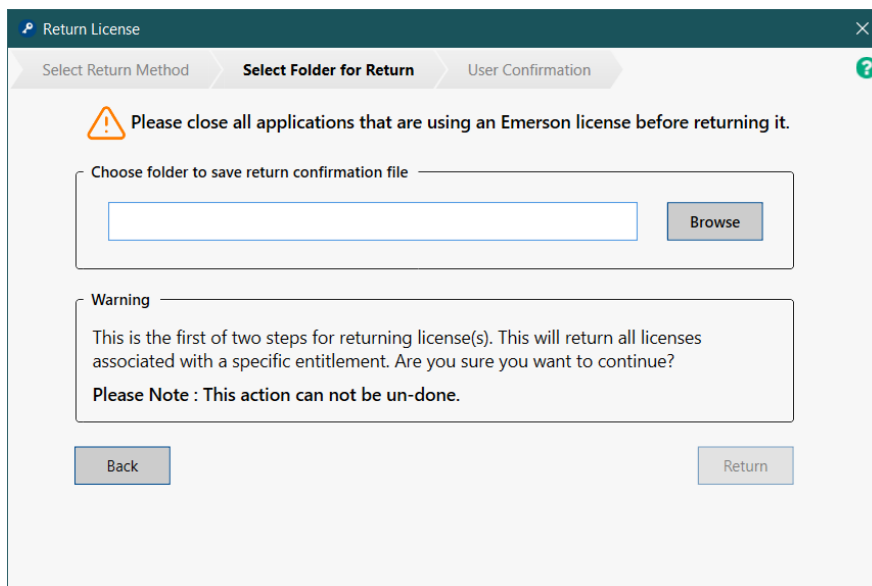 Return License
Select Return Method
Select Folder for Return
User Confirmation
?
Please close all applications that are using an Emerson license before returning it.
Choose folder to save return confirmation file
Browse
Warning
This is the first of two steps for returning license(s). This will return all licenses
associated with a specific entitlement. Are you sure you want to continue?
Please Note : This action can not be un-done.
Back
Return